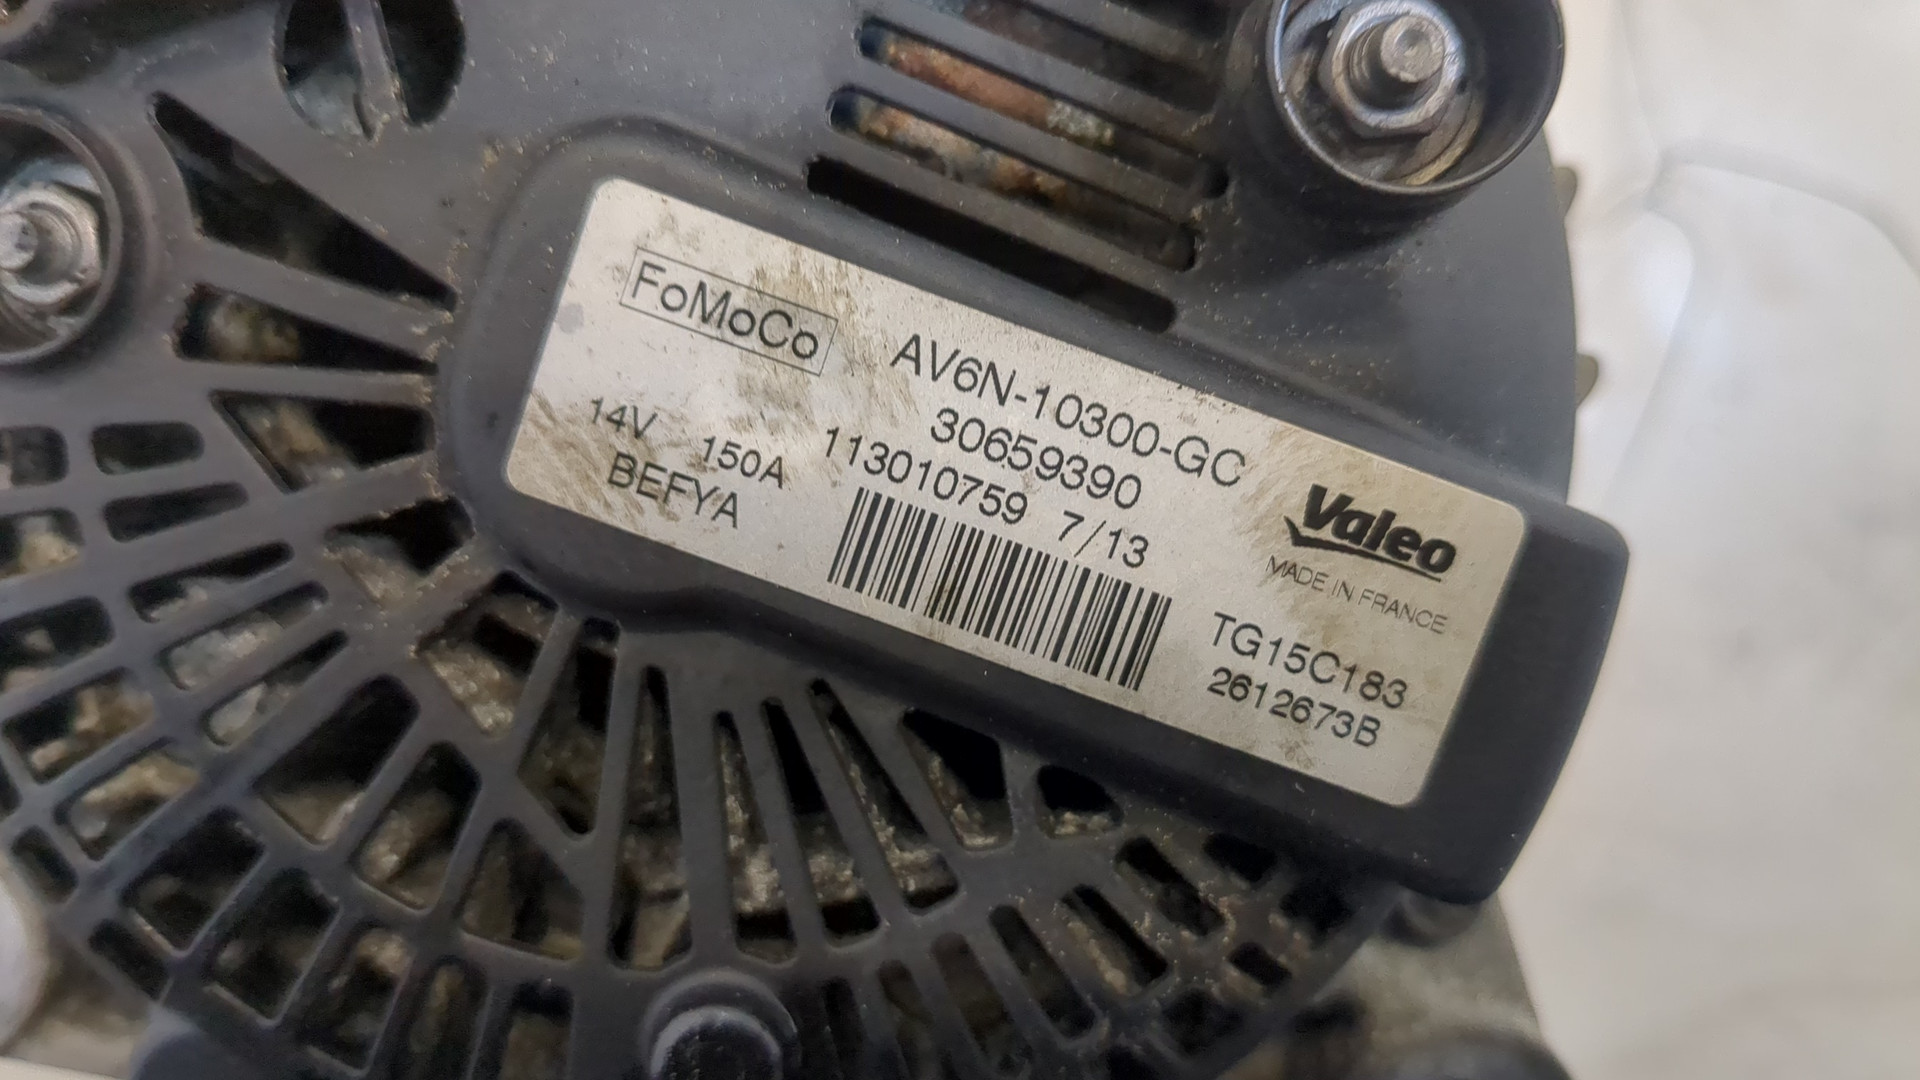 FoMoCo
AV6N-10300-GC
30659390
14V 150A 113010759 7/13
BEFYA
Valeo
MADE IN FRANCE
TG15C183
2612673B